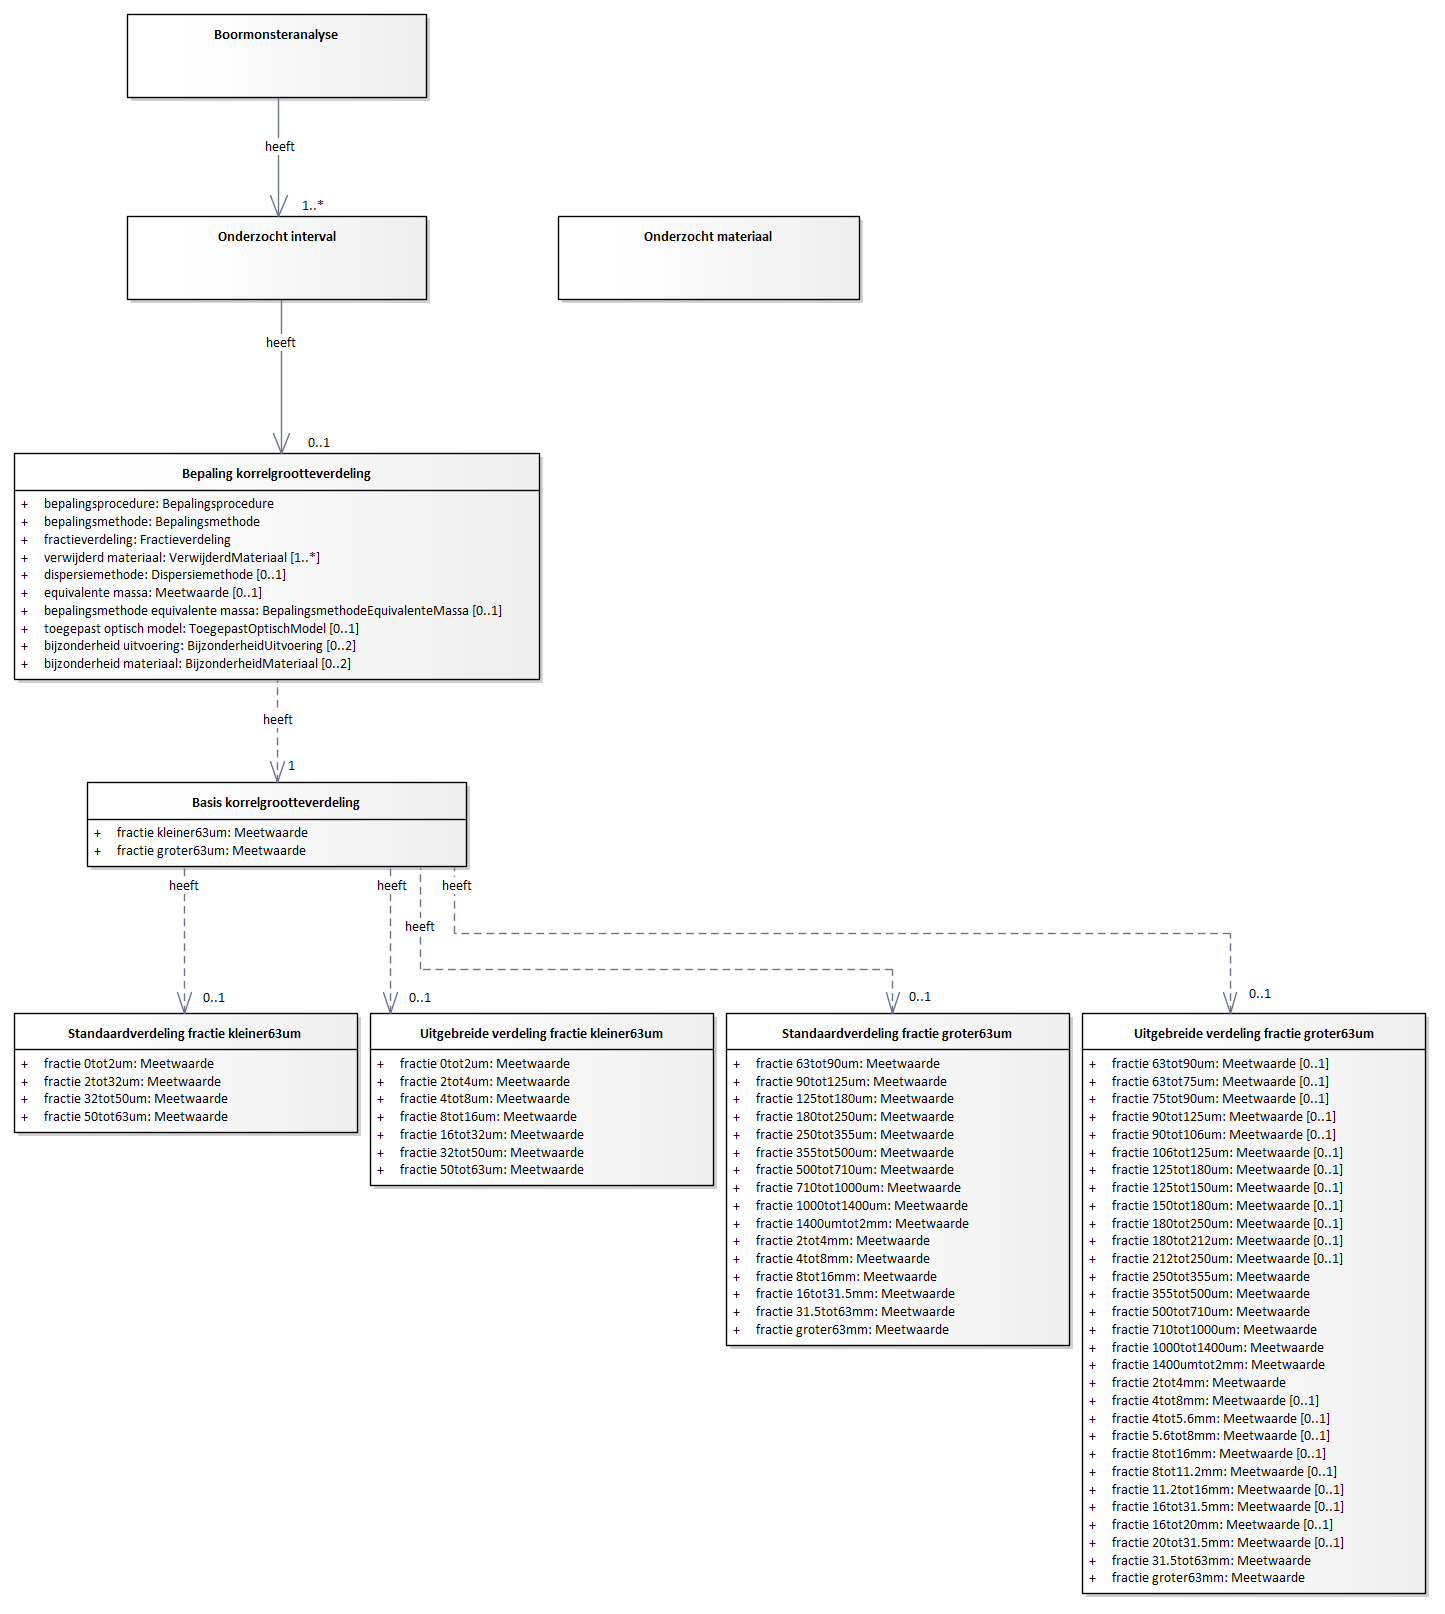 Boormonsteranalyse
heeft
1..*
Onderzocht interval
Onderzocht materiaal
heeft
0..1
Bepaling korrelgrootteverdeling
+ bepalingsprocedure: Bepalingsprocedure
+ bepalingsmethode: Bepalingsmethode
+ fractieverdeling: Fractieverdeling
+ verwijderd materiaal: VerwijderdMateriaal [1..*]
+ dispersiemethode: Dispersiemethode [0..1]
+ equivalente massa: Meetwaarde [0..1]
+ bepalingsmethode equivalente massa: BepalingsmethodeEquivalenteMassa [0..1]
+ toegepast optisch model: ToegepastOptischModel [0..1]
+ bijzonderheid uitvoering: BijzonderheidUitvoering [0..2]
+ bijzonderheid materiaal: BijzonderheidMateriaal [0..2]
heeft
1
Basis korrelgrootteverdeling
+ fractie kleiner63um: Meetwaarde
+ fractie groter63um: Meetwaarde
heeft
heeft
heeft
heeft
0..1
0..1
0..1
0..1
Standaardverdeling fractie kleiner63um
+ fractie 0tot2um: Meetwaarde
+ fractie 2tot32um: Meetwaarde
+ fractie 32tot50um: Meetwaarde
+ fractie 50tot63um: Meetwaarde
Uitgebreide verdeling fractie kleiner63um
+ fractie 0tot2um: Meetwaarde
+ fractie 2tot4um: Meetwaarde
+ fractie 4tot8um: Meetwaarde
+ fractie 8tot16um: Meetwaarde
+ fractie 16tot32um: Meetwaarde
+ fractie 32tot50um: Meetwaarde
+ fractie 50tot63um: Meetwaarde
Standaardverdeling fractie groter63um
+ fractie 63tot90um: Meetwaarde
+ fractie 90tot125um: Meetwaarde
+ fractie 125tot180um: Meetwaarde
+ fractie 180tot250um: Meetwaarde
+ fractie 250tot355um: Meetwaarde
+ fractie 355tot500um: Meetwaarde
+ fractie 500tot710um: Meetwaarde
+ fractie 710tot1000um: Meetwaarde
+ fractie 1000tot1400um: Meetwaarde
+ fractie 1400umtot2mm: Meetwaarde
+ fractie 2tot4mm: Meetwaarde
+ fractie 4tot8mm: Meetwaarde
+ fractie 8tot16mm: Meetwaarde
+ fractie 16tot31.5mm: Meetwaarde
+ fractie 31.5tot63mm: Meetwaarde
+ fractie groter63mm: Meetwaarde
Uitgebreide verdeling fractie groter63um
+ fractie 63tot90um: Meetwaarde [0..1]
+ fractie 63tot75um: Meetwaarde [0..1]
+ fractie 75tot90um: Meetwaarde [0..1]
+ fractie 90tot125um: Meetwaarde [0..1]
+ fractie 90tot106um: Meetwaarde [0..1]
+ fractie 106tot125um: Meetwaarde [0..1]
+ fractie 125tot180um: Meetwaarde [0..1]
+ fractie 125tot150um: Meetwaarde [0..1]
+ fractie 150tot180um: Meetwaarde [0..1]
+ fractie 180tot250um: Meetwaarde [0..1]
+ fractie 180tot212um: Meetwaarde [0..1]
+ fractie 212tot250um: Meetwaarde [0..1]
+ fractie 250tot355um: Meetwaarde
+ fractie 355tot500um: Meetwaarde
+ fractie 500tot710um: Meetwaarde
+ fractie 710tot1000um: Meetwaarde
+ fractie 1000tot1400um: Meetwaarde
+ fractie 1400umtot2mm: Meetwaarde
+ fractie 2tot4mm: Meetwaarde
+ fractie 4tot8mm: Meetwaarde [0..1]
+ fractie 4tot5.6mm: Meetwaarde [0..1]
+ fractie 5.6tot8mm: Meetwaarde [0..1]
+ fractie 8tot16mm: Meetwaarde [0..1]
+ fractie 8tot11.2mm: Meetwaarde [0..1]
+ fractie 11.2tot16mm: Meetwaarde [0..1]
+ fractie 16tot31.5mm: Meetwaarde [0..1]
+ fractie 16tot20mm: Meetwaarde [0..1]
+ fractie 20tot31.5mm: Meetwaarde [0..1]
+ fractie 31.5tot63mm: Meetwaarde
+ fractie groter63mm: Meetwaarde